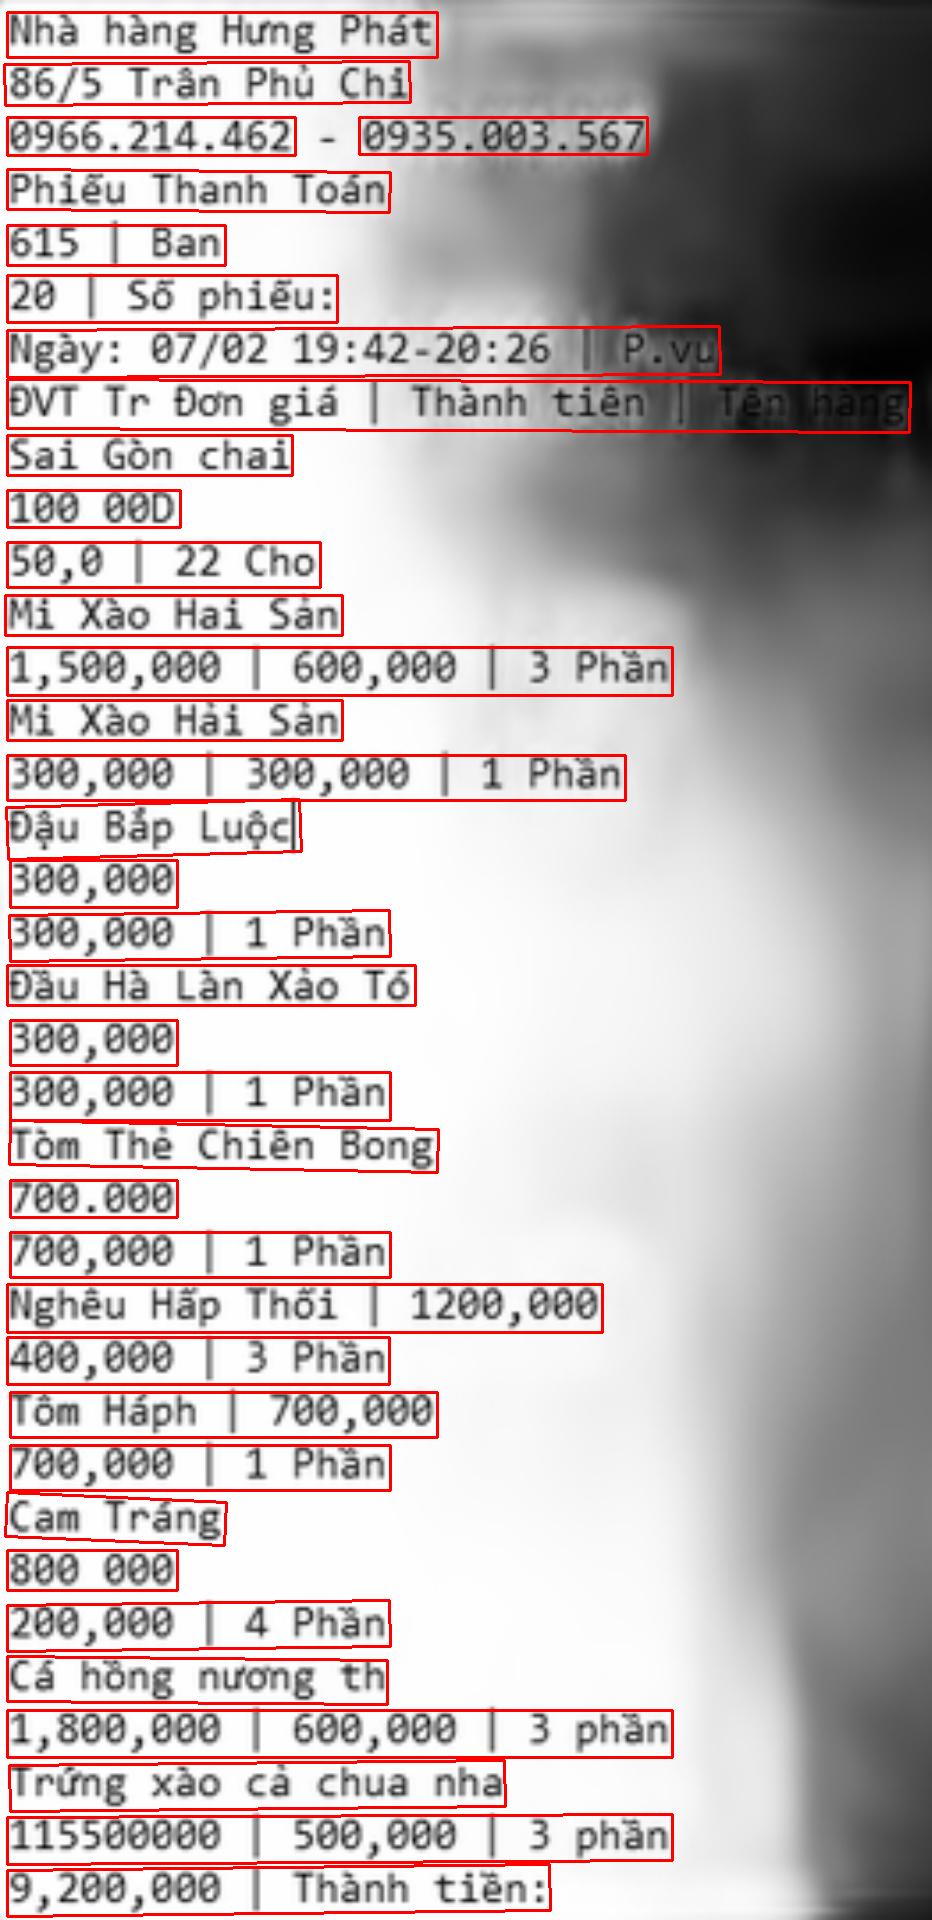 Nhà hàng Hưng Phát
86/5 Trân Phủ Chi
0966.214.462 - 0935.003.567
Phiếu Thanh Toán
615 | Ban
20 | Số phiếu:
Ngày: 07/02 19:42-20:26 | P.vu
ĐVT Tr Đơn giá | Thành tiên | Tên hàng
Sai Gòn chai
100 00D
50,0 | 22 Cho
Mi Xào Hai Sản
1,500,000 | 600,000 | 3 Phần
Mi Xào Hải Sản
300,000 | 300,000 | 1 Phần
Đậu Bắp Luộc|
300,000
300,000 | 1 Phần
Đầu Hà Làn Xảo Tó
300,000
300,000 | 1 Phần
Tòm Thẻ Chiên Bong
700.000
700,000 | 1 Phần
Nghêu Hấp Thối | 1200,000
400,000 | 3 Phần
Tôm Háph | 700,000
700,000 | 1 Phần
Cam Tráng
800 000
200,000 | 4 Phần
Cá hồng nương th
1,800,000 | 600,000 | 3 phần
Trứng xào cà chua nha
115500000 | 500,000 | 3 phần
9,200,000 | Thành tiền: